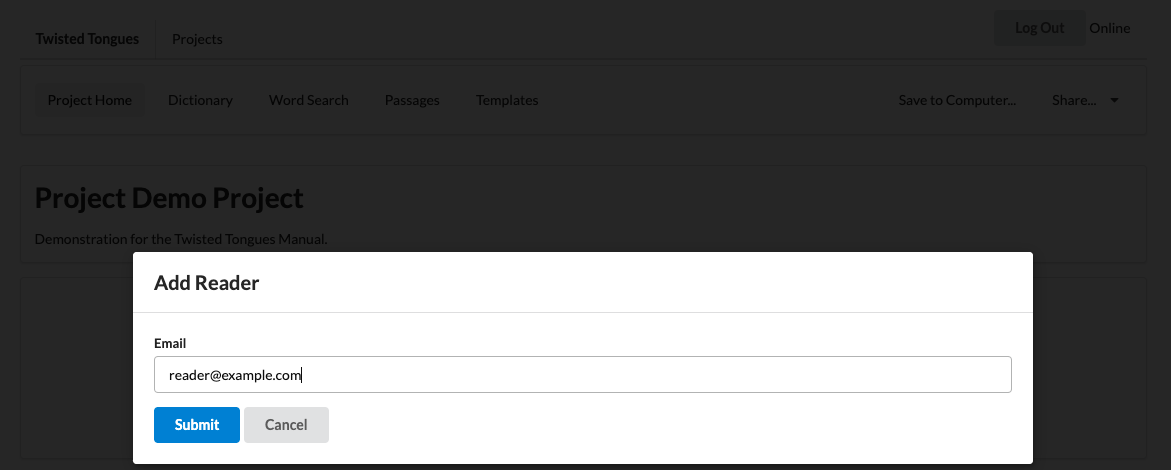 Twisted Tongues Projects Log Out Online
Project Home Dictionary Word Search Passages Templates Save to Computer... Share...
Project Demo Project
Demonstration for the Twisted Tongues Manual.
Add Reader
Email
reader@example.com
Submit Cancel